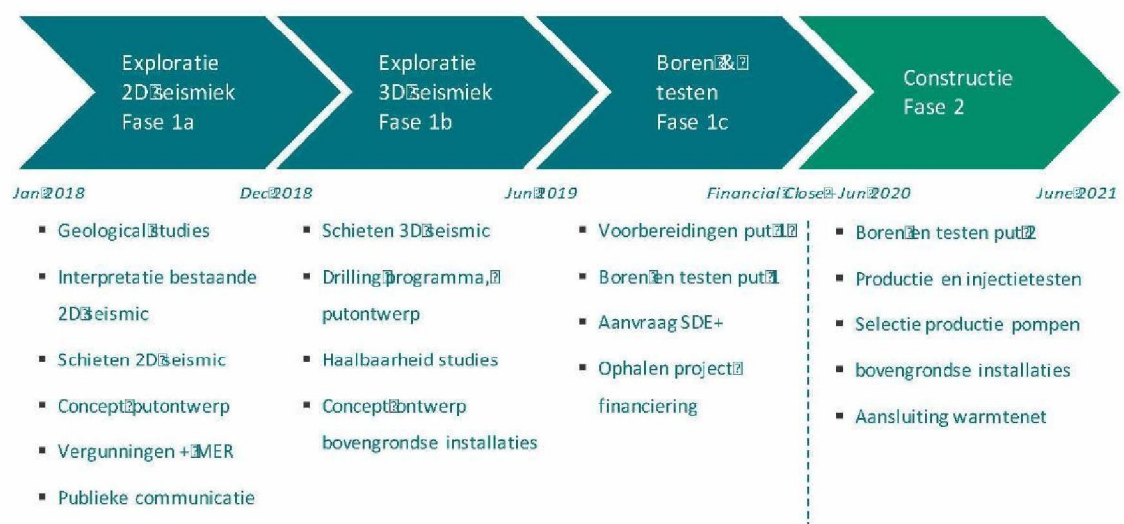 Exploratie
2D seismiek
Fase 1a
Exploratie
3D seismiek
Fase 1b
Boren &
testen
Fase 1c
Constructie
Fase 2
Jan 2018
Dec 2018
Jun 2019
Financial Close - Jun 2020
June 2021
▪ Geological studies
▪ Interpretatie bestaande
2D seismic
▪ Schieten 2D seismic
▪ Concept putontwerp
▪ Vergunningen + MER
▪ Publieke communicatie
▪ Schieten 3D seismic
▪ Drilling programma,
putontwerp
▪ Haalbaarheid studies
▪ Concept ontwerp
bovengrondse installaties
▪ Voorbereidingen put 1
▪ Boren en testen put 1
▪ Aanvraag SDE+
▪ Ophalen project
financiering
▪ Boren en testen put 2
▪ Productie en injectietesten
▪ Selectie productie pompen
▪ bovengrondse installaties
▪ Aansluiting warmtenet